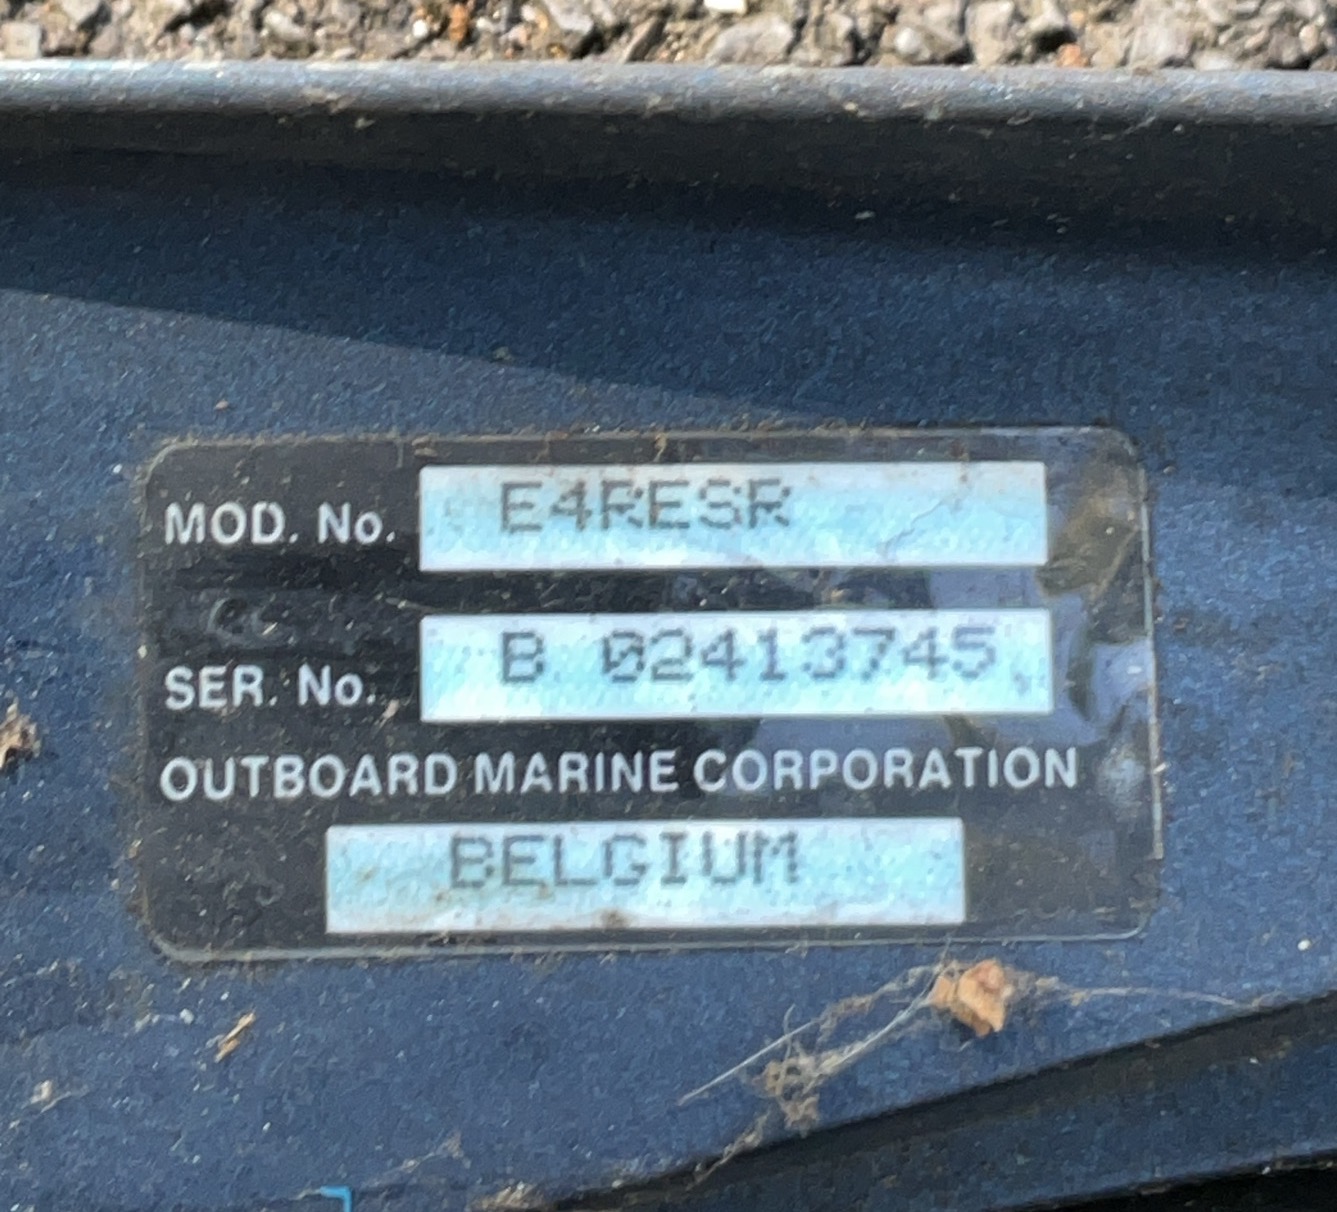 MOD. No. E4RESR
SER. No. B 02413745
OUTBOARD MARINE CORPORATION
BELGIUM